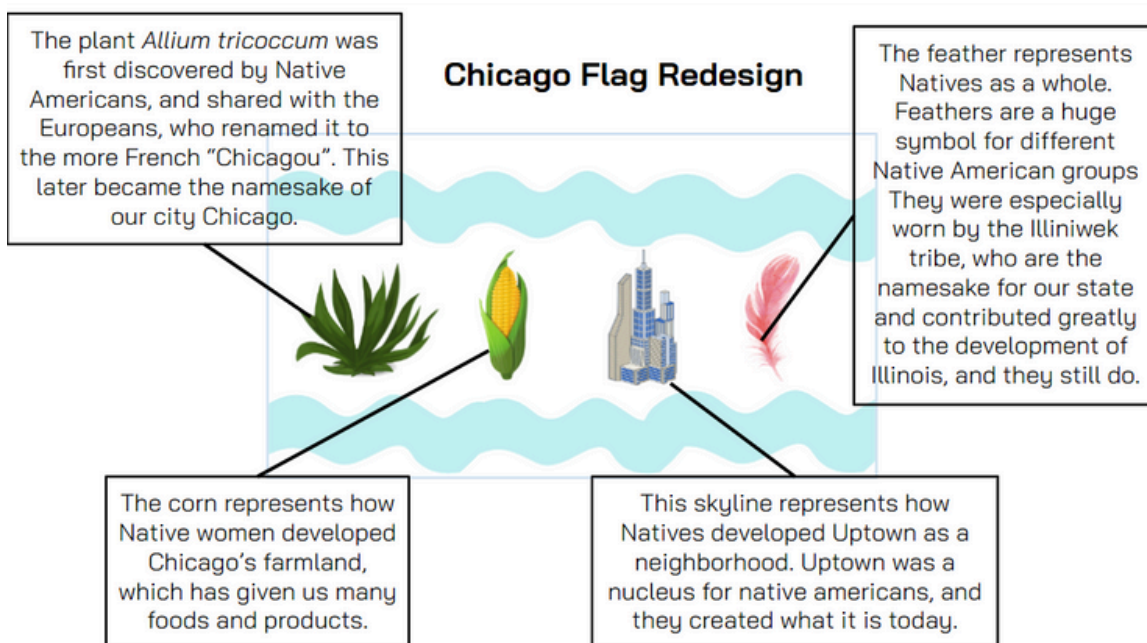 The plant Allium tricoccum was
first discovered by Native
Americans, and shared with the
Europeans, who renamed it to
the more French “Chicagou”. This
later became the namesake of
our city Chicago.
Chicago Flag Redesign
The feather represents
Natives as a whole.
Feathers are a huge
symbol for different
Native American groups
They were especially
worn by the Illiniwek
tribe, who are the
namesake for our state
and contributed greatly
to the development of
Illinois, and they still do.
The corn represents how
Native women developed
Chicago’s farmland,
which has given us many
foods and products.
This skyline represents how
Natives developed Uptown as a
neighborhood. Uptown was a
nucleus for native americans, and
they created what it is today.